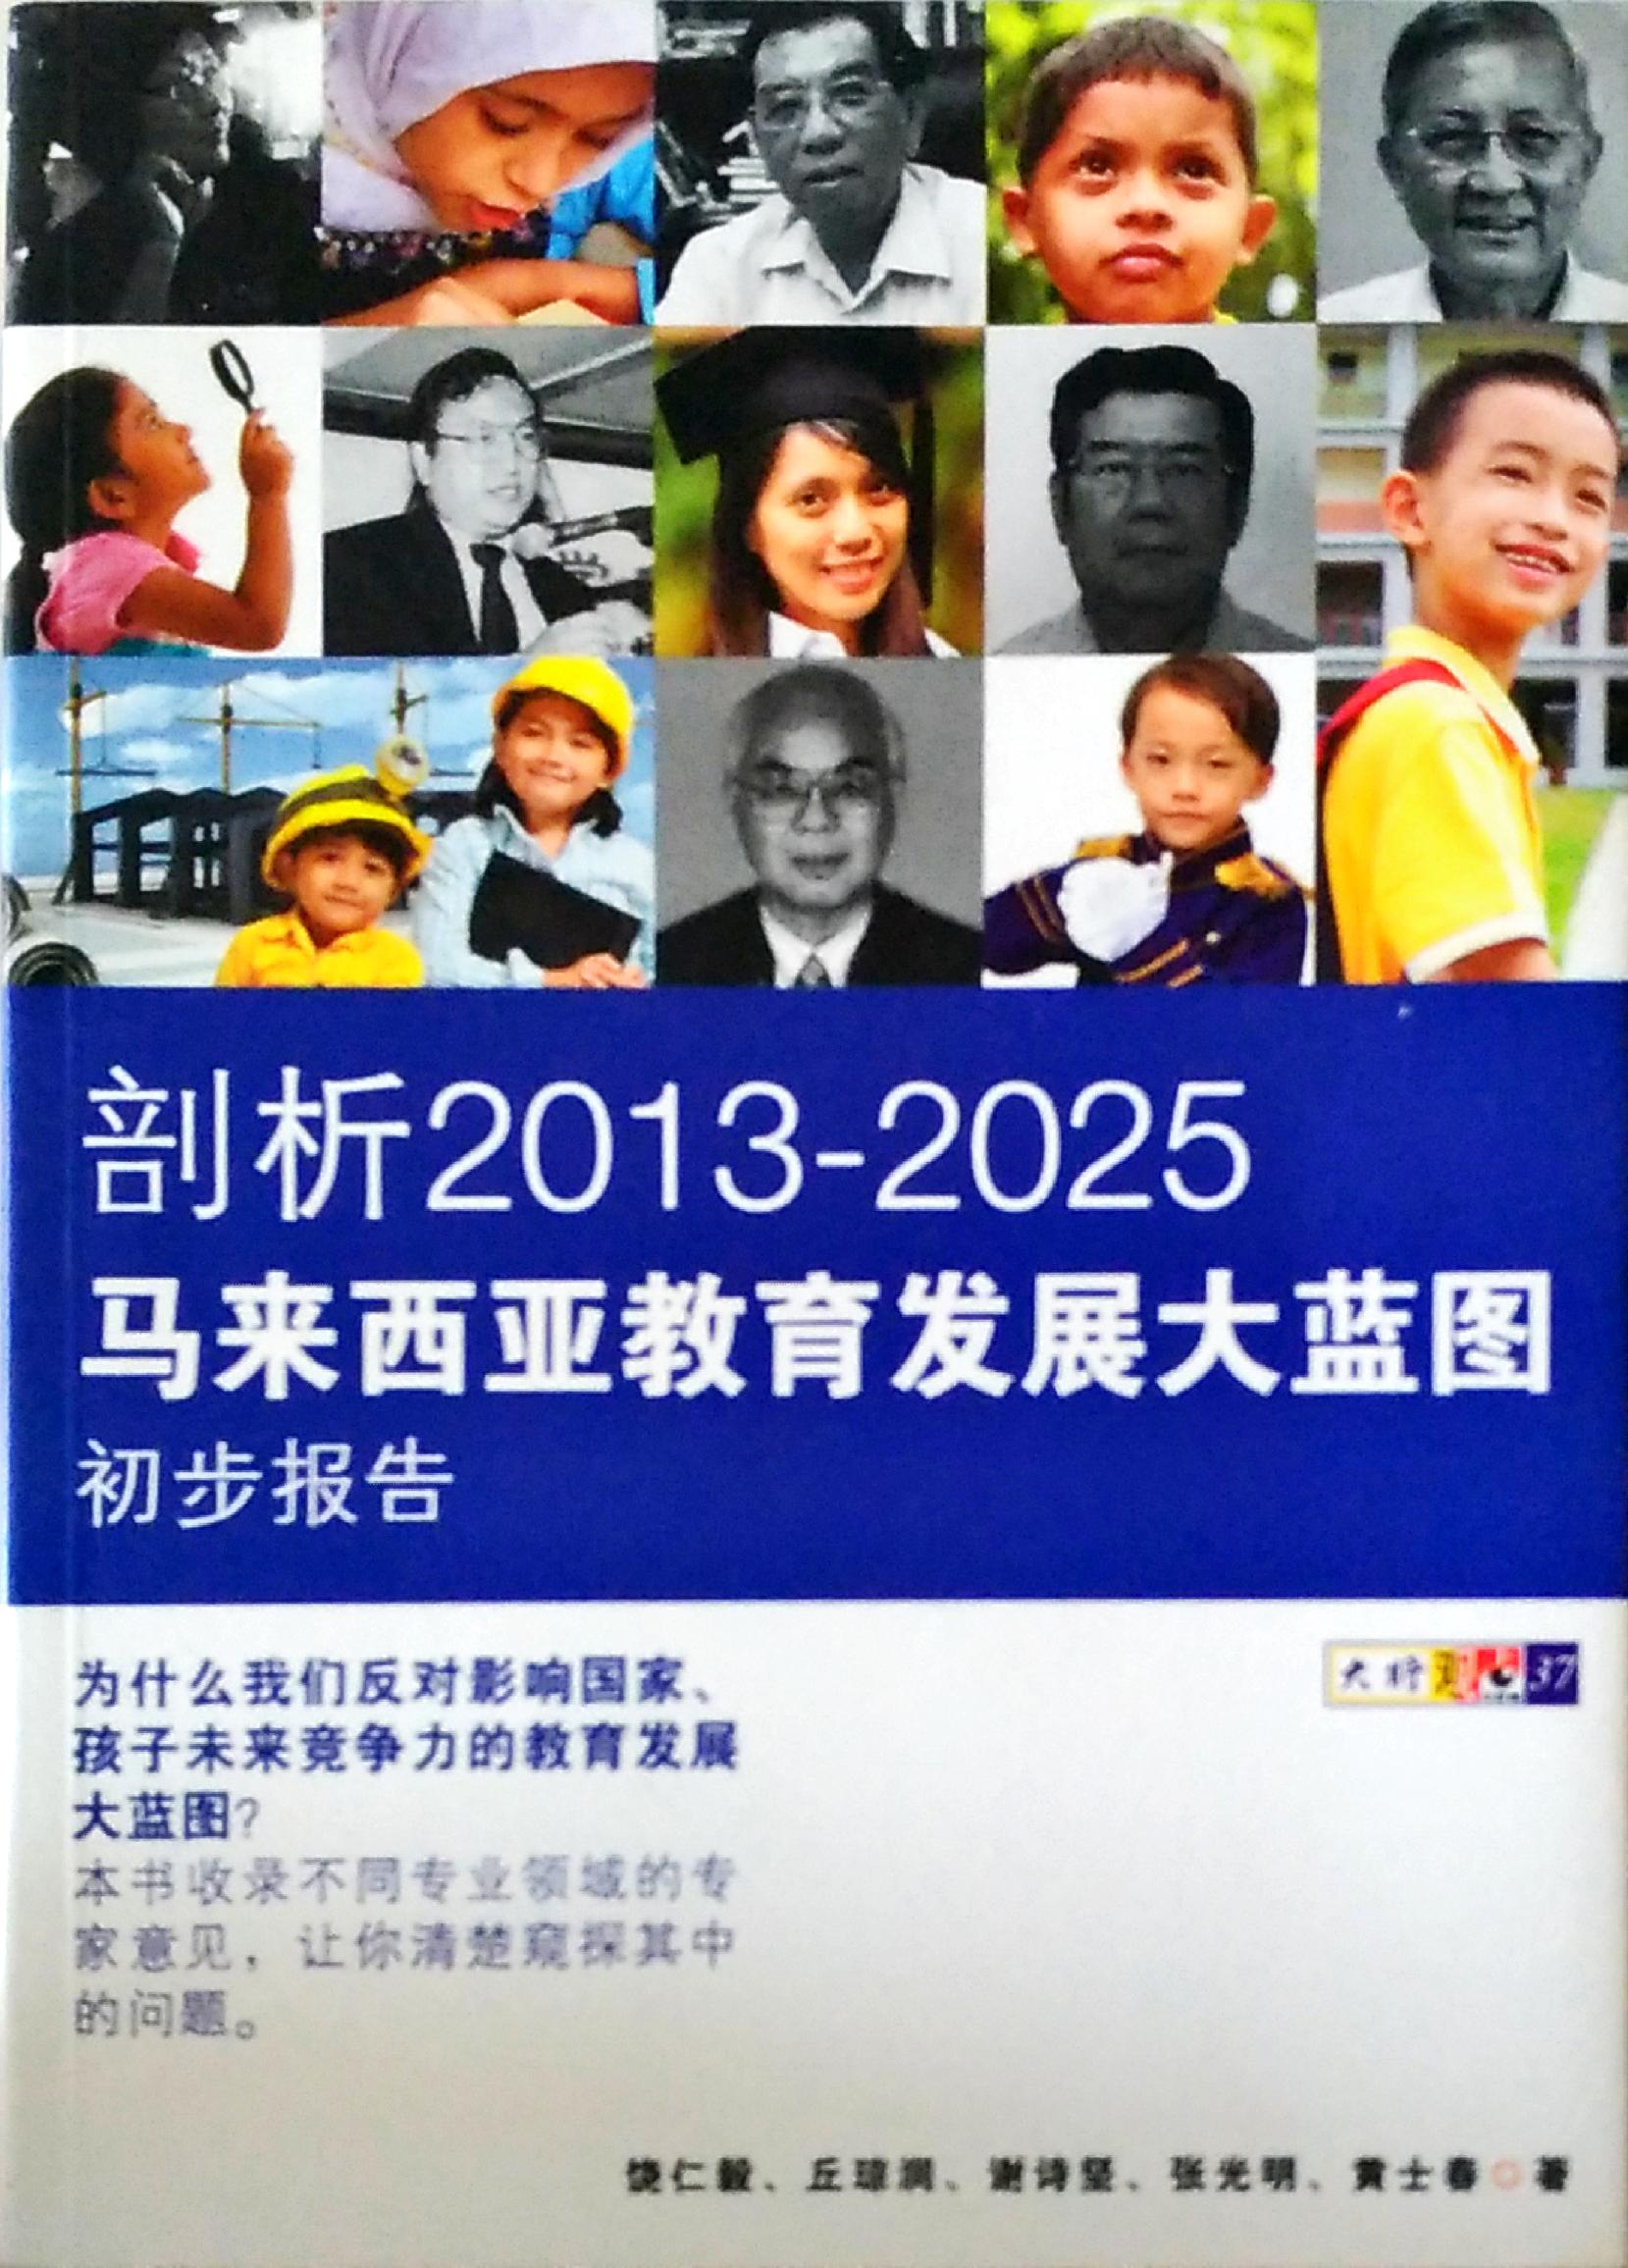 剖析2013-2025
马来西亚教育发展大蓝图
初步报告
为什么我们反对影响国家、
孩子未来竞争力的教育发展
大蓝图?
大将观点 37
本书收录不同专业领域的专
家意见，让你清楚窥探其中
的问题。
饶仁毅、丘琼润、谢诗坚、张光明、黄士春 著